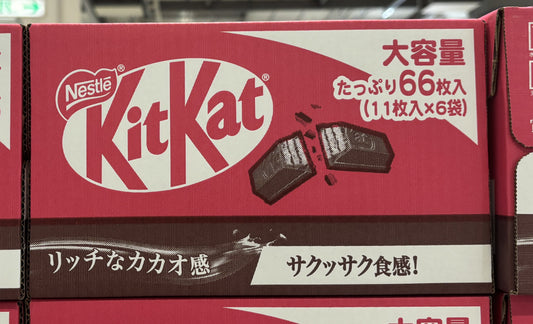 大容量
たっぷり66枚入
(11枚入×6袋)
Nestlé®
KitKat®
リッチなカカオ感
サクッサク食感!